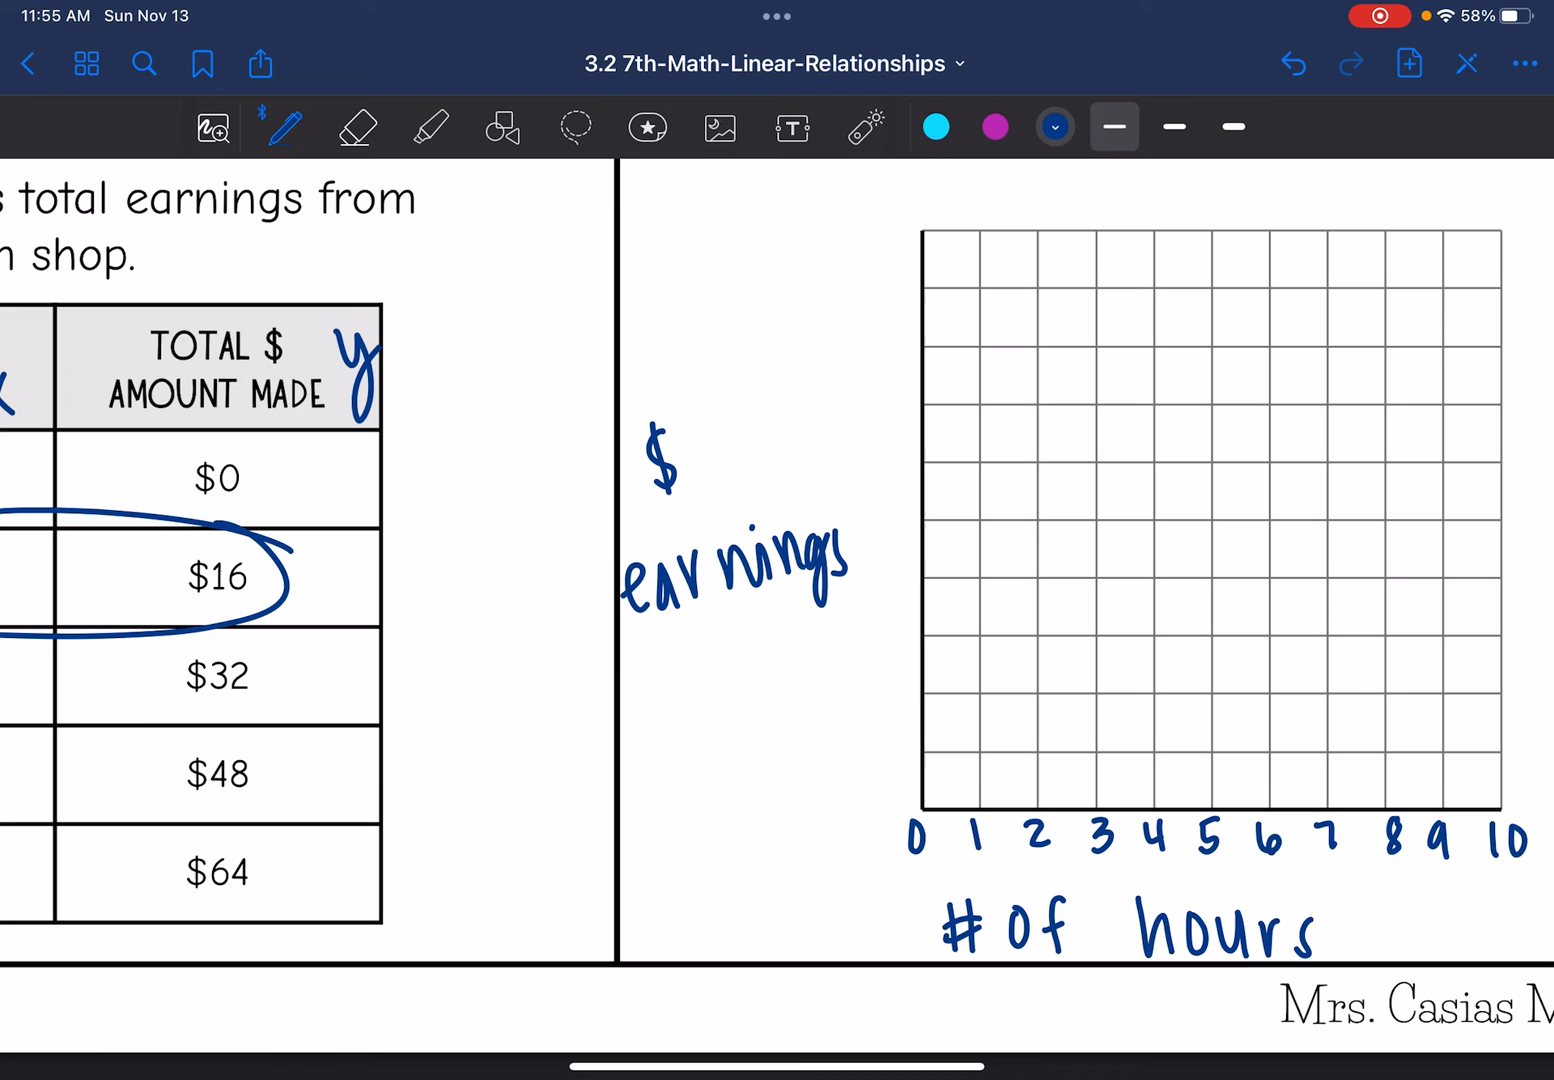 11:55 AM Sun Nov 13
58%
3.2 7th-Math-Linear-Relationships
T
total earnings from
shop.
TOTAL $
AMOUNT MADE
y
x
$0
$16
$32
$48
$64
$
earnings
0 1 2 3 4 5 6 7 8 9 10
# of hours
Mrs. Casias M